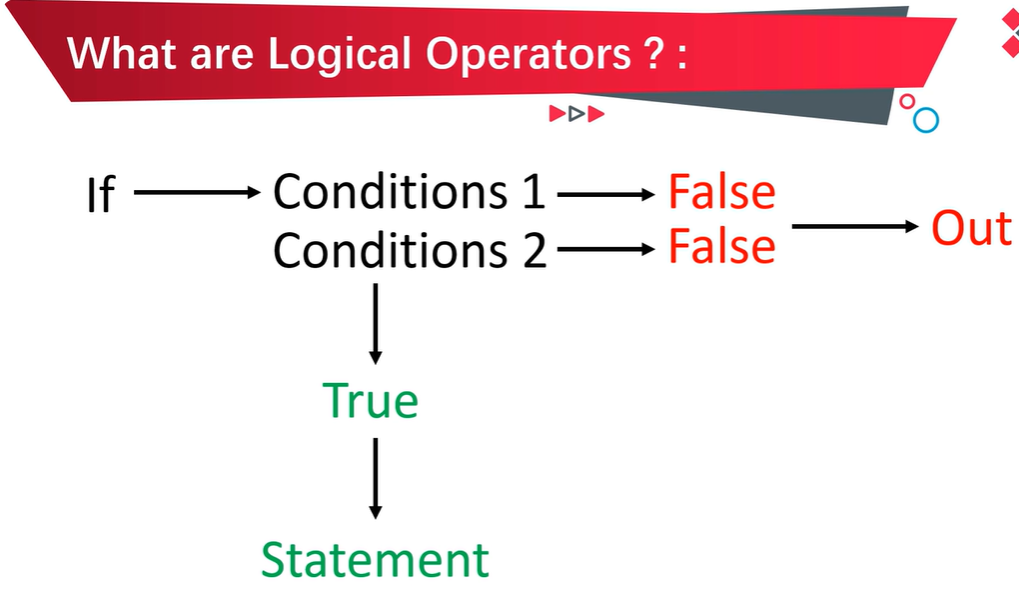 What are Logical Operators ? :
If Conditions 1 False
Conditions 2 False
Out
True
Statement